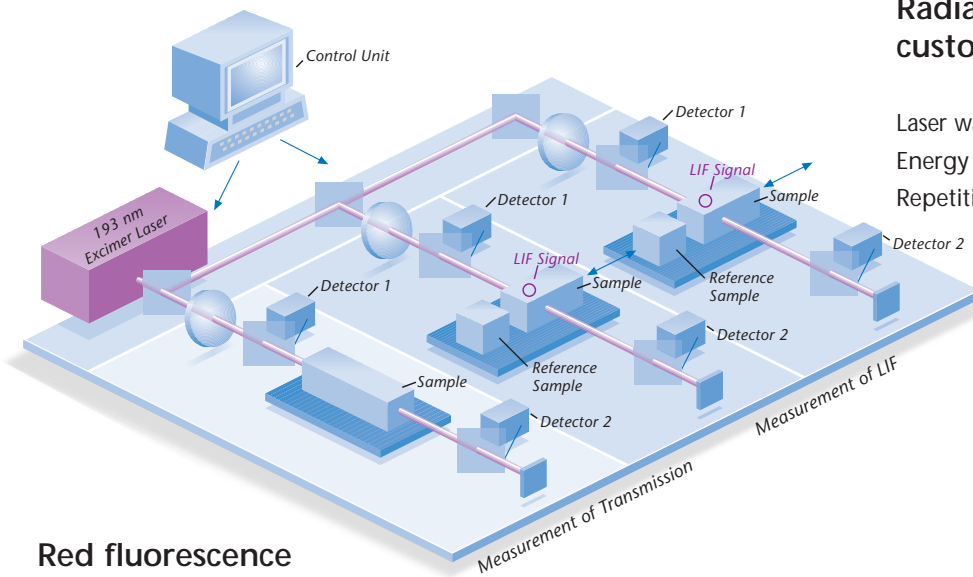 Radia
custo
Control Unit
Laser w
Energy
Repetiti
Detector 1
LIF Signal
Sample
Detector 2
Reference
Sample
193 nm
Excimer Laser
Detector 1
LIF Signal
Sample
Detector 2
Reference
Sample
Detector 1
Sample
Detector 2
Measurement of LIF
Measurement of Transmission
Red fluorescence